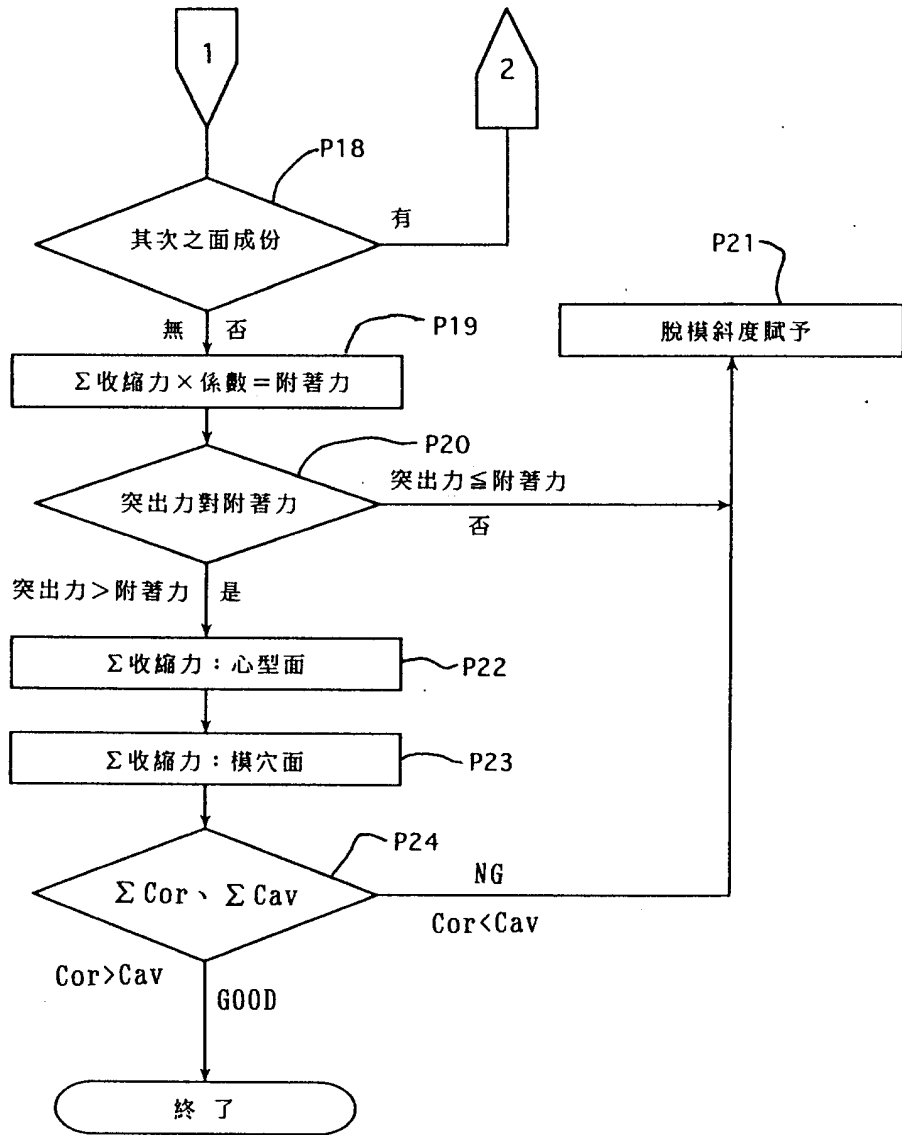 1
2
P18
其次之面成份
有
P21
脫模斜度賦予
無 否
P19
Σ收縮力×係數＝附著力
P20
突出力對附著力
突出力≦附著力
否
突出力＞附著力 是
Σ收縮力：心型面
P22
Σ收縮力：模穴面
P23
P24
ΣCor、ΣCav
NG
Cor<Cav
Cor>Cav
GOOD
終了